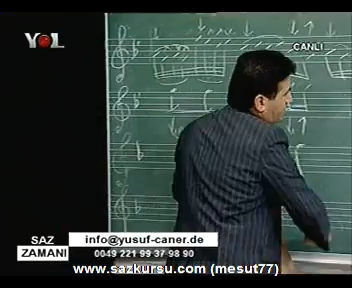 YOL
CANLI
SAZ
ZAMANI
info@yusuf-caner.de
0049 221 99 37 98 90
www.sazkursu.com (mesut77)